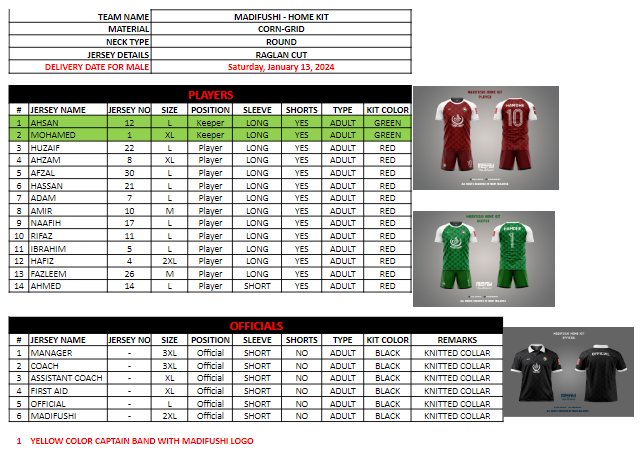 TEAM NAME MADIFUSHI - HOME KIT
MATERIAL CORN-GRID
NECK TYPE ROUND
JERSEY DETAILS RAGLAN CUT
DELIVERY DATE FOR MALE Saturday, January 13, 2024
PLAYERS
# JERSEY NAME JERSEY NO SIZE POSITION SLEEVE SHORTS TYPE KIT COLOR
1 AHSAN 12 L Keeper LONG YES ADULT GREEN
2 MOHAMED 1 XL Keeper LONG YES ADULT GREEN
3 HUZAIF 22 L Player LONG YES ADULT RED
4 AHZAM 8 XL Player LONG YES ADULT RED
5 AFZAL 30 L Player LONG YES ADULT RED
6 HASSAN 21 L Player LONG YES ADULT RED
7 ADAM 7 L Player LONG YES ADULT RED
8 AMIR 10 M Player LONG YES ADULT RED
9 NAAFIH 17 L Player LONG YES ADULT RED
10 RIFAZ 11 L Player LONG YES ADULT RED
11 IBRAHIM 5 L Player LONG YES ADULT RED
12 HAFIZ 4 2XL Player LONG YES ADULT RED
13 FAZLEEM 26 M Player LONG YES ADULT RED
14 AHMED 14 L Player SHORT YES ADULT RED
MADIFUSHI HOME KIT
PLAYER
10
MADIFUSHI HOME KIT
1
OFFICIALS
# JERSEY NAME JERSEY NO SIZE POSITION SLEEVE SHORTS TYPE KIT COLOR REMARKS
1 MANAGER - 3XL Official SHORT NO ADULT BLACK KNITTED COLLAR
2 COACH - 3XL Official SHORT NO ADULT BLACK KNITTED COLLAR
3 ASSISTANT COACH - XL Official SHORT NO ADULT BLACK KNITTED COLLAR
4 FIRST AID - XL Official SHORT NO ADULT BLACK KNITTED COLLAR
5 OFFICIAL - L Official SHORT NO ADULT BLACK KNITTED COLLAR
6 MADIFUSHI - 2XL Official SHORT NO ADULT BLACK KNITTED COLLAR
MADIFUSHI HOME KIT
OFFICIAL
OFFICIAL
1 YELLOW COLOR CAPTAIN BAND WITH MADIFUSHI LOGO